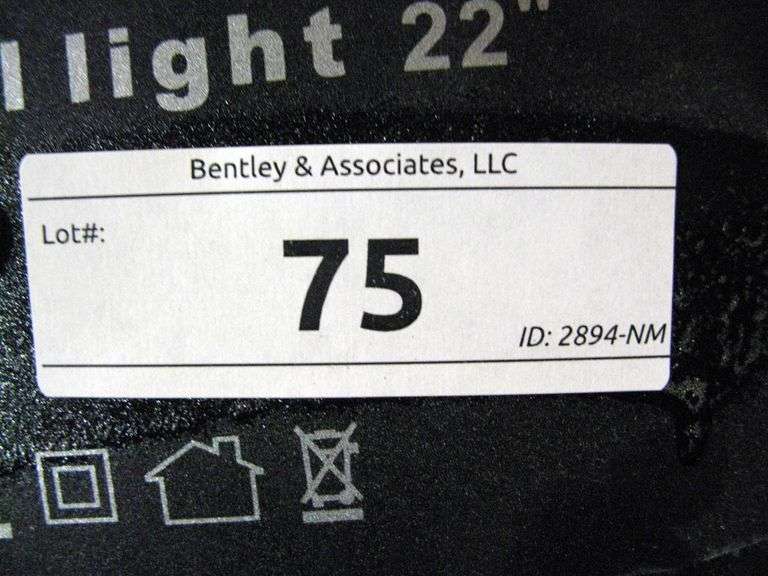 l light 22"
Bentley & Associates, LLC
Lot#:
75
ID: 2894-NM